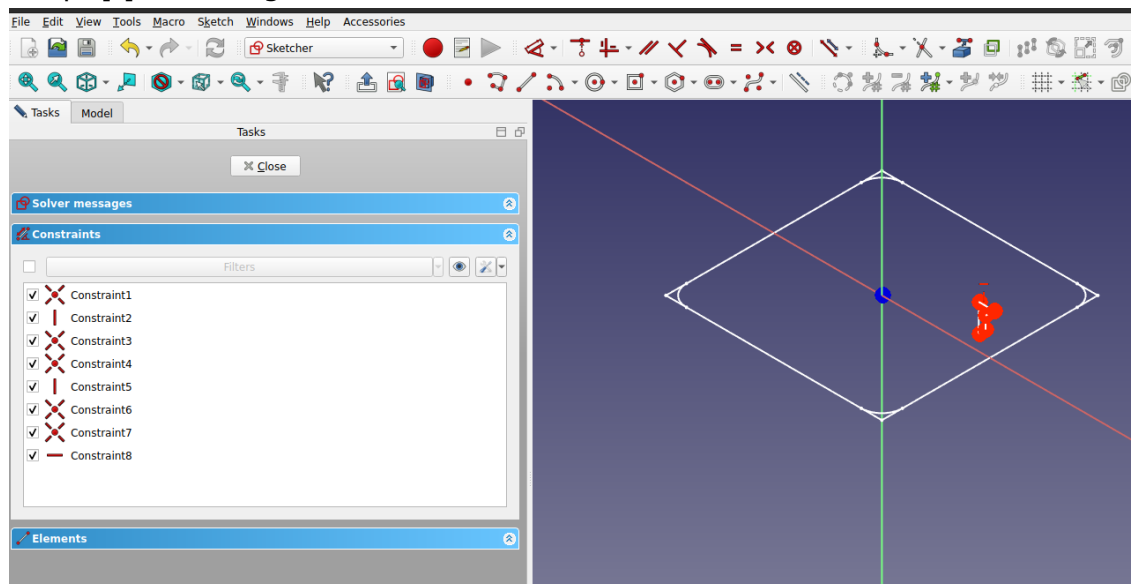 File Edit View Tools Macro Sketch Windows Help Accessories
Sketcher
Tasks Model
Tasks
Close
Solver messages
Constraints
Filters
Constraint1
Constraint2
Constraint3
Constraint4
Constraint5
Constraint6
Constraint7
Constraint8
Elements